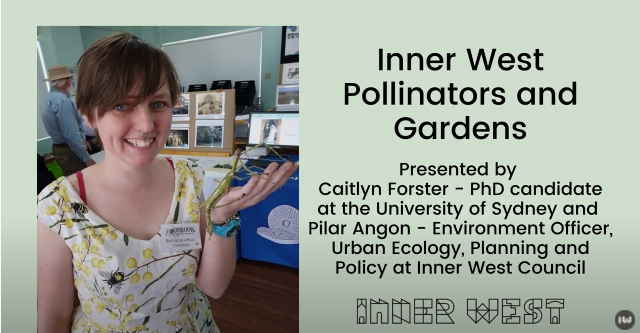 Inner West
Pollinators and
Gardens
Presented by
Caitlyn Forster - PhD candidate
at the University of Sydney and
Pilar Angon - Environment Officer,
Urban Ecology, Planning and
Policy at Inner West Council
INNER WEST
iW